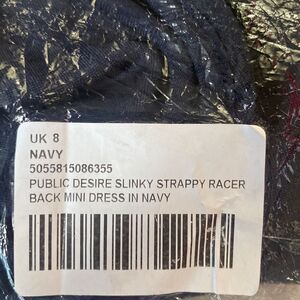 UK 8
NAVY
5055815086355
PUBLIC DESIRE SLINKY STRAPPY RACER
BACK MINI DRESS IN NAVY